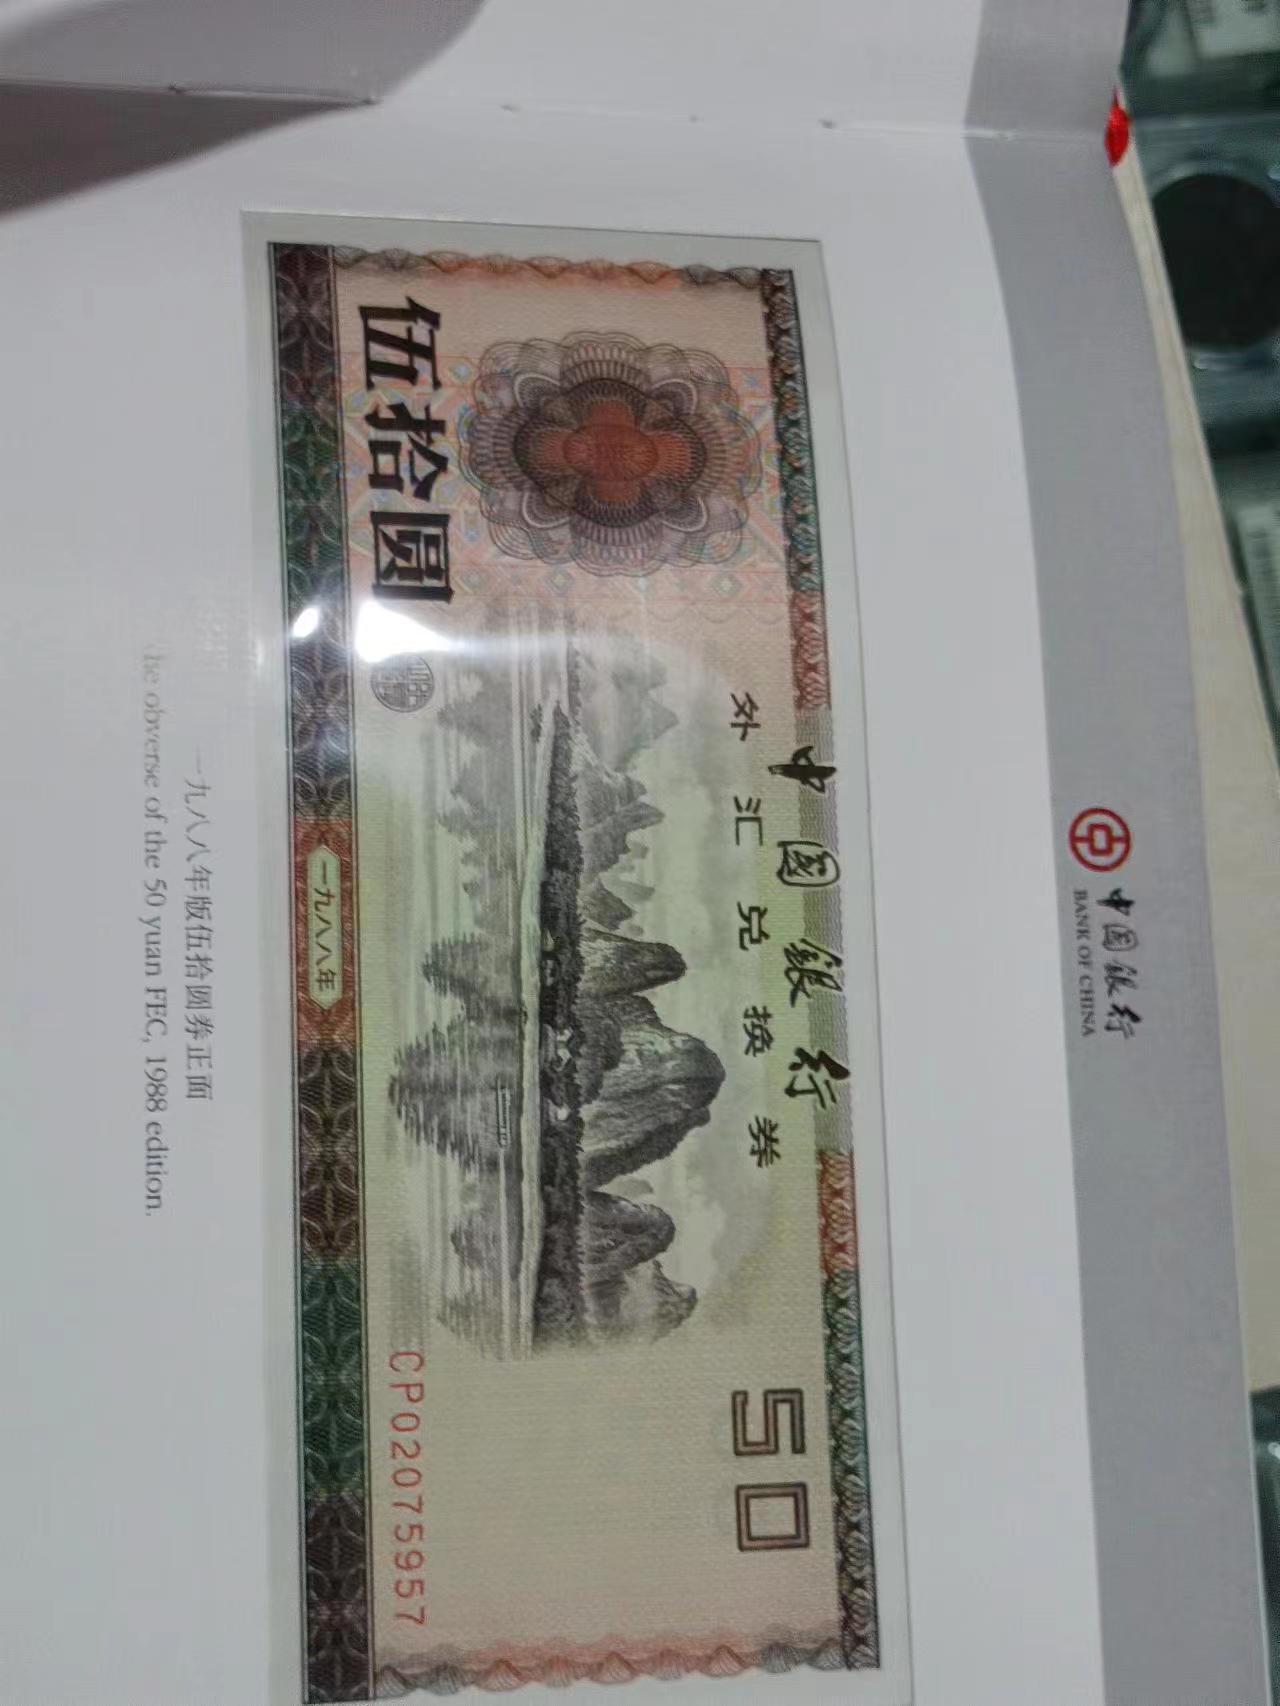 中国银行
BANK OF CHINA
中国銀行
外汇兑换券
50
伍拾圆
CP02075957
一九八八年
一九八八年版伍拾圆券正面
he obverse of the 50 yuan FEC, 1988 edition.